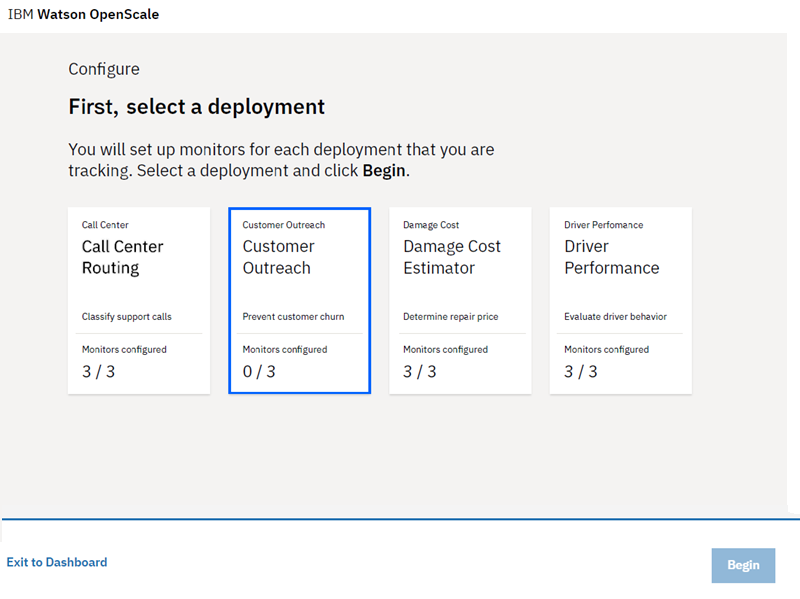 IBM Watson OpenScale
Configure
First, select a deployment
You will set up monitors for each deployment that you are
tracking. Select a deployment and click Begin.
Call Center
Call Center
Routing
Classify support calls
Monitors configured
3 / 3
Customer Outreach
Customer
Outreach
Prevent customer churn
Monitors configured
0 / 3
Damage Cost
Damage Cost
Estimator
Determine repair price
Monitors configured
3 / 3
Driver Perfomance
Driver
Performance
Evaluate driver behavior
Monitors configured
3 / 3
Exit to Dashboard
Begin